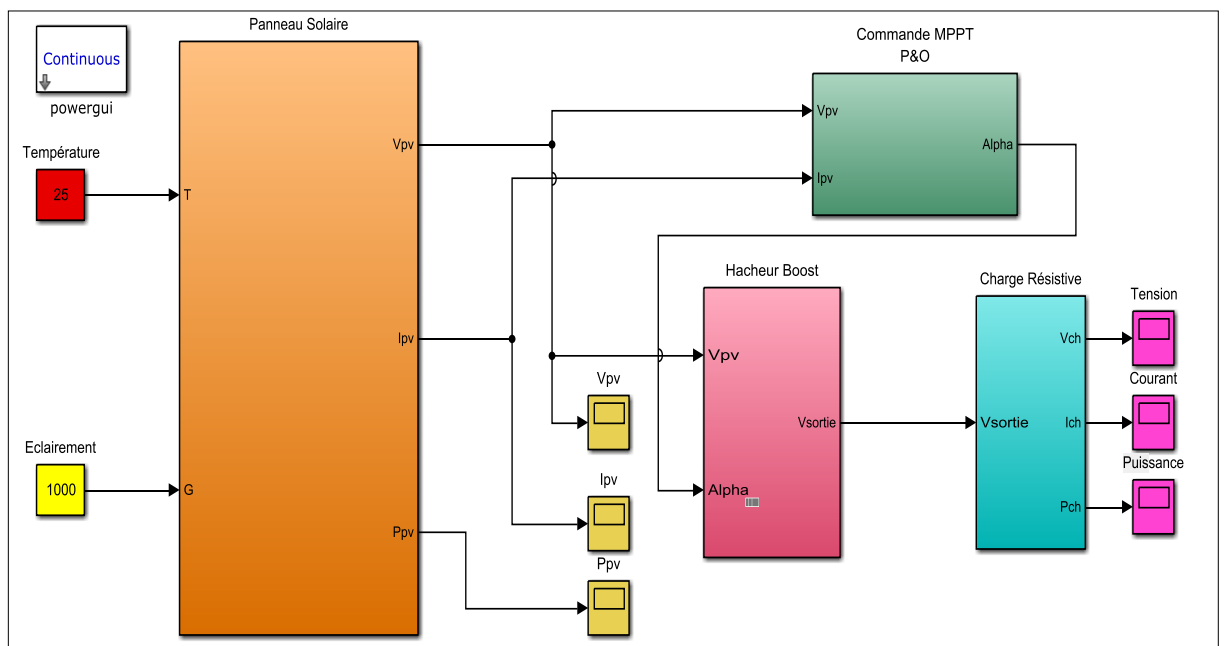 Panneau Solaire
Continuous
powergui
Température
25
T
Eclairement
1000
G
Vpv
Ipv
Ppv
Commande MPPT
P&O
Vpv
Ipv
Alpha
Hacheur Boost
Vpv
Alpha
Vsortie
Charge Résistive
Vsortie
Vch
Ich
Pch
Tension
Courant
Puissance
Vpv
Ipv
Ppv